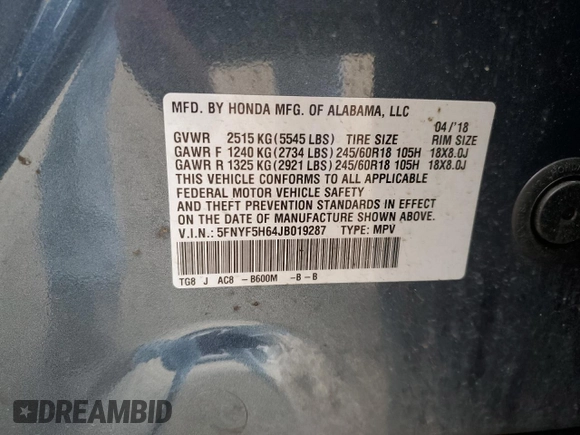 MFD. BY HONDA MFG. OF ALABAMA, LLC
04/'18
GVWR 2515 KG (5545 LBS) TIRE SIZE RIM SIZE
GAWR F 1240 KG (2734 LBS) 245/60R18 105H 18X8.0J
GAWR R 1325 KG (2921 LBS) 245/60R18 105H 18X8.0J
THIS VEHICLE CONFORMS TO ALL APPLICABLE
FEDERAL MOTOR VEHICLE SAFETY
AND THEFT PREVENTION STANDARDS IN EFFECT
ON THE DATE OF MANUFACTURE SHOWN ABOVE.
V.I.N.: 5FNYF5H64JB019287 TYPE: MPV
TG8 J AC8 -B600M -B-B
DREAMBID